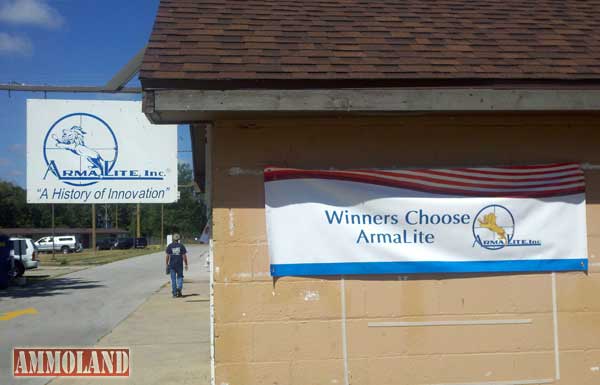 ARMALITE, INC.®
"A History of Innovation"
Winners Choose
ArmaLite
ARMALITE, INC.
AMMOLAND